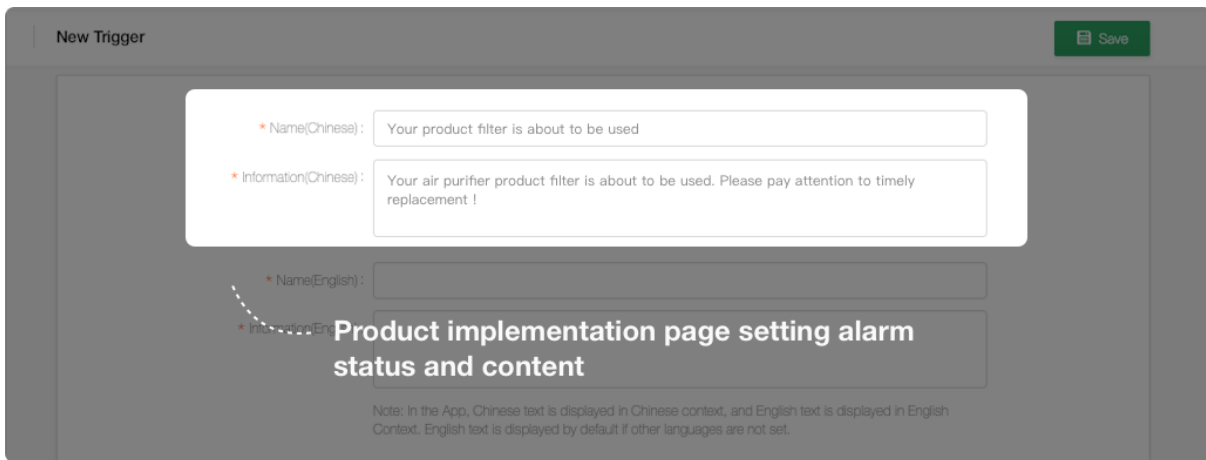 New Trigger
Save
* Name(Chinese) :
Your product filter is about to be used
* Information(Chinese) :
Your air purifier product filter is about to be used. Please pay attention to timely
replacement !
* Name(English) :
* Information(Eng
Product implementation page setting alarm
status and content
Note: In the App, Chinese text is displayed in Chinese context, and English text is displayed in English
Context. English text is displayed by default if other languages are not set.